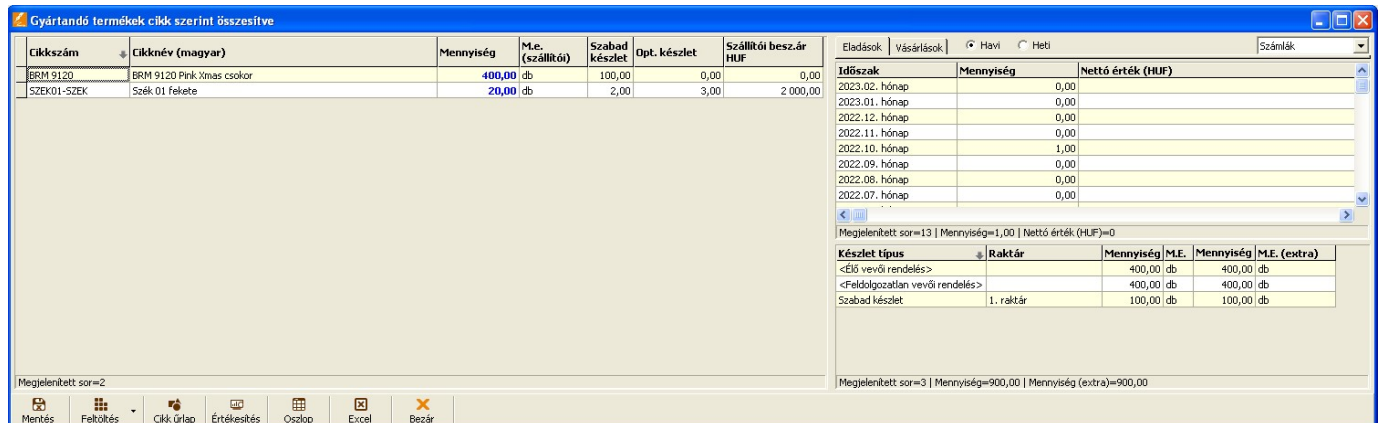 Gyártandó termékek cikk szerint összesítve
Cikkszám Cikknév (magyar) Mennyiség M.e. (szállítói) Szabad készlet Opt. készlet Szállítói besz.ár HUF
BRM 9120 BRM 9120 Pink Xmas csokor 400,00 db 100,00 0,00 0,00
SZEK01-SZEK Szék 01 fekete 20,00 db 2,00 3,00 2 000,00
Megjelenített sor=2
Eladások Vásárlások Havi Heti Számlák
Időszak Mennyiség Nettó érték (HUF)
2023.02. hónap 0,00
2023.01. hónap 0,00
2022.12. hónap 0,00
2022.11. hónap 0,00
2022.10. hónap 1,00
2022.09. hónap 0,00
2022.08. hónap 0,00
2022.07. hónap 0,00
Megjelenített sor=13 | Mennyiség=1,00 | Nettó érték (HUF)=0
Készlet típus Raktár Mennyiség M.E. Mennyiség M.E. (extra)
<Élő vevői rendelés> 400,00 db 400,00 db
<Feldolgozatlan vevői rendelés> 400,00 db 400,00 db
Szabad készlet 1. raktár 100,00 db 100,00 db
Megjelenített sor=3 | Mennyiség=900,00 | Mennyiség (extra)=900,00
Mentés Feltöltés Cikk űrlap Értékesítés Oszlop Excel Bezár